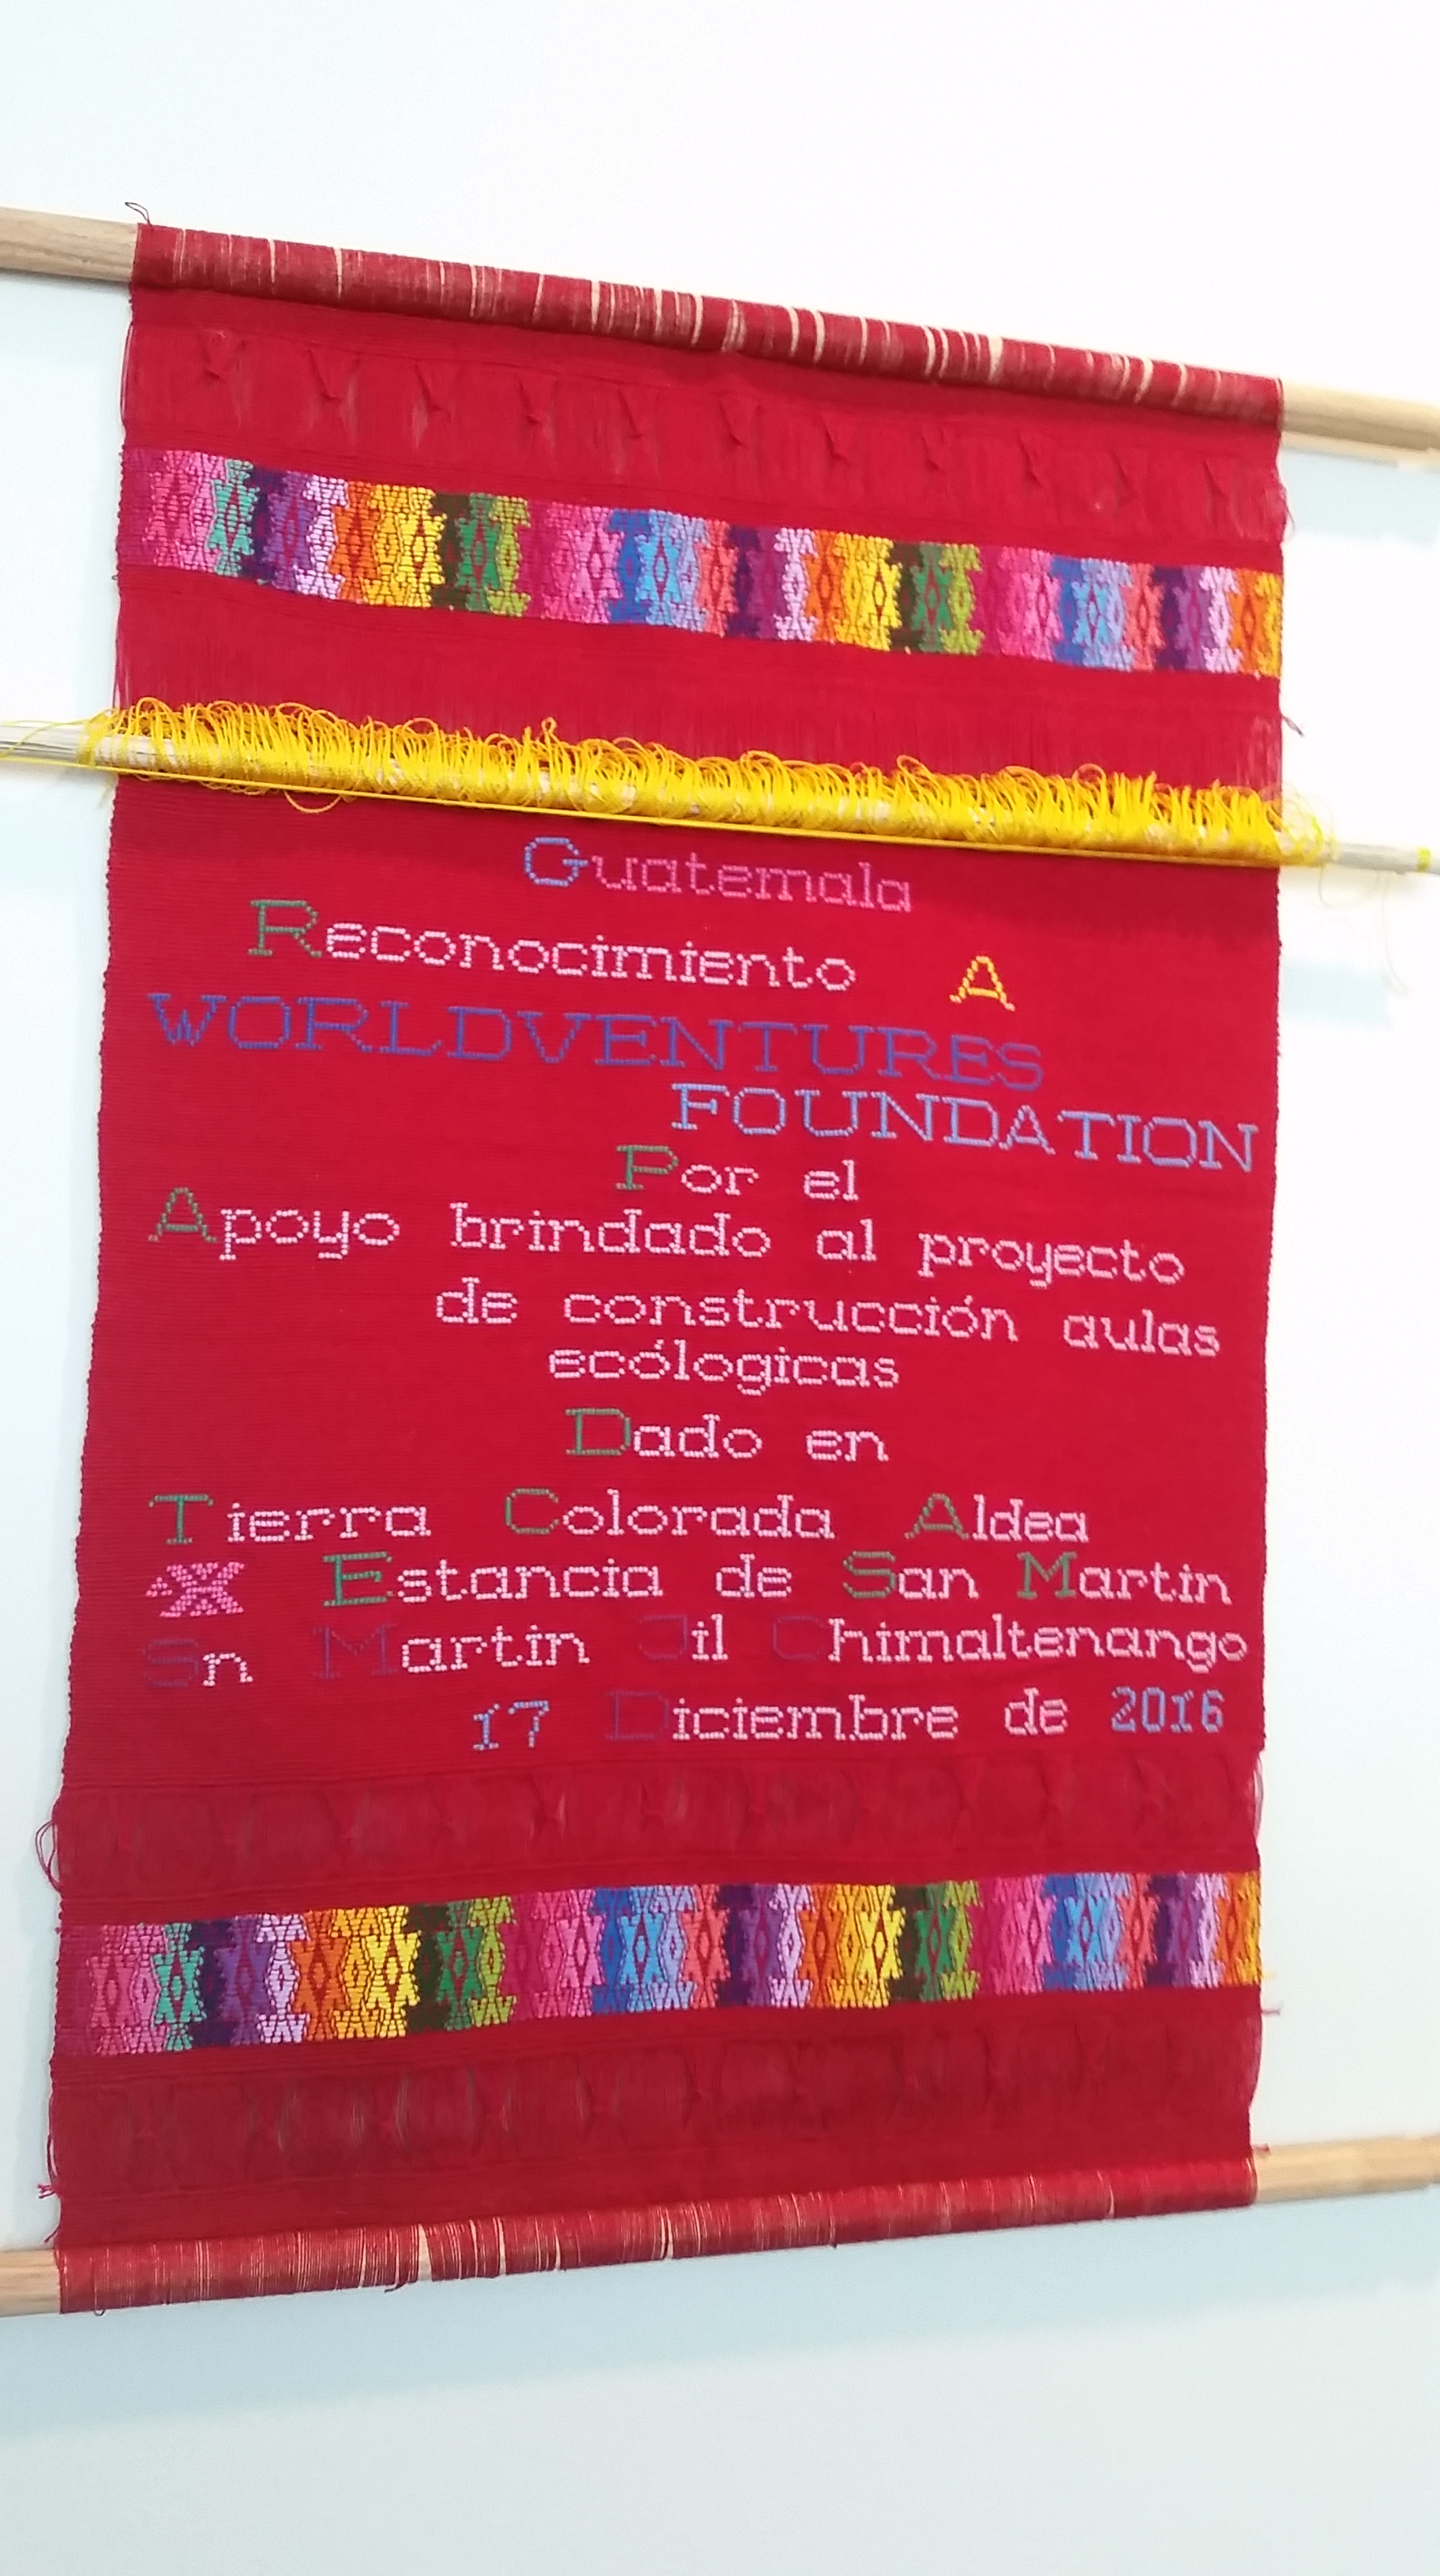 Guatemala
Reconocimiento A
WORLDVENTURES
FOUNDATION
Por el
Apoyo brindado al proyecto
de construcción aulas
ecólogicas
Dado en
Tierra Colorada Aldea
Estancia de San Martin
Sn Martin Jil Chimaltenango
17 Diciembre de 2016